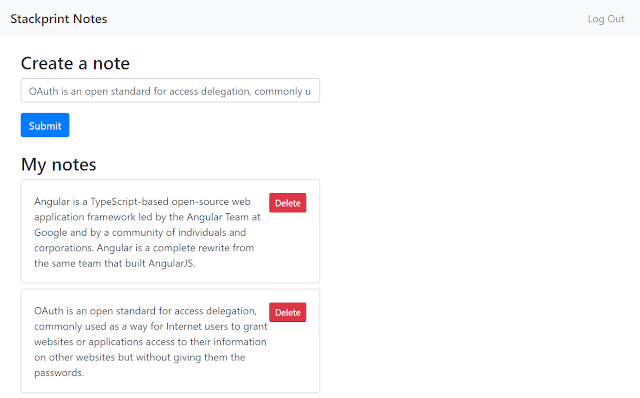 Stackprint Notes
Log Out
Create a note
OAuth is an open standard for access delegation, commonly u
Submit
My notes
Angular is a TypeScript-based open-source web
application framework led by the Angular Team at
Google and by a community of individuals and
corporations. Angular is a complete rewrite from
the same team that built AngularJS.
Delete
OAuth is an open standard for access delegation,
commonly used as a way for Internet users to grant
websites or applications access to their information
on other websites but without giving them the
passwords.
Delete